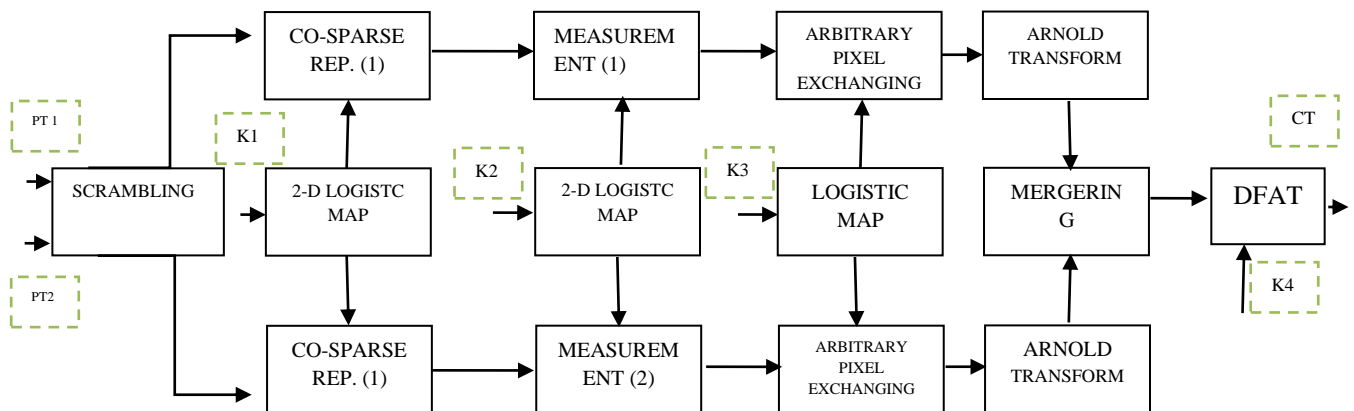 CO-SPARSE
REP. (1)
MEASUREM
ENT (1)
ARBITRARY
PIXEL
EXCHANGING
ARNOLD
TRANSFORM
PT 1
K1
K2
K3
CT
SCRAMBLING
2-D LOGISTC
MAP
2-D LOGISTC
MAP
LOGISTIC
MAP
MERGERIN
G
DFAT
PT2
K4
CO-SPARSE
REP. (1)
MEASUREM
ENT (2)
ARBITRARY
PIXEL
EXCHANGING
ARNOLD
TRANSFORM